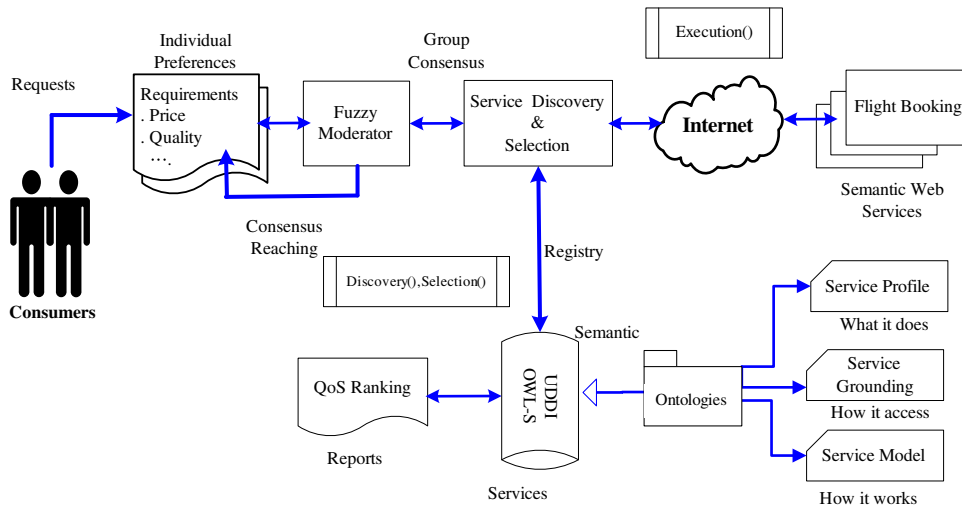 Individual
Preferences
Requests
Requirements
. Price
. Quality
….
Fuzzy
Moderator
Group
Consensus
Service Discovery
&
Selection
Execution()
Internet
Flight Booking
Semantic Web
Services
Consensus
Reaching
Consumers
Discovery(),Selection()
Registry
Semantic
UDDI
OWL-S
Services
QoS Ranking
Reports
Ontologies
Service Profile
What it does
Service
Grounding
How it access
Service Model
How it works